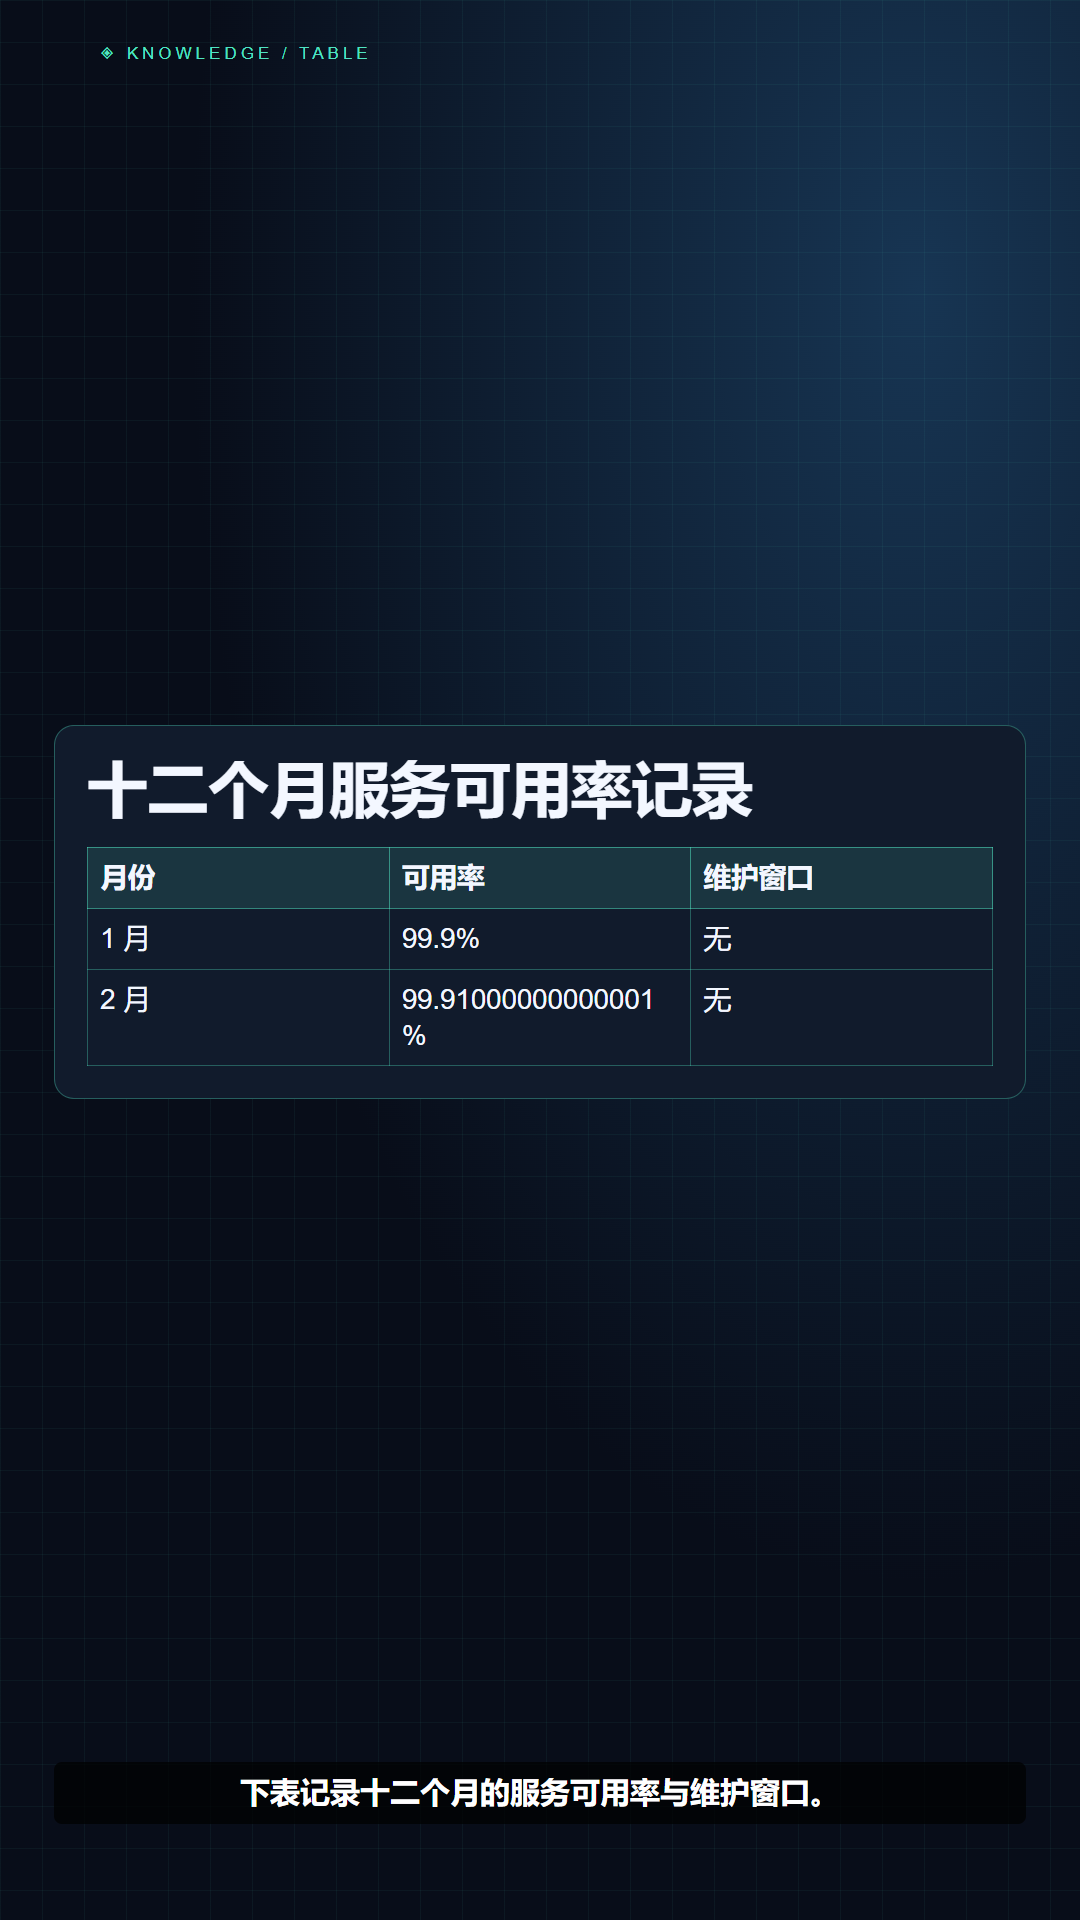 ◈ KNOWLEDGE / TABLE
十二个月服务可用率记录
月份 可用率 维护窗口
1 月 99.9% 无
2 月 99.91000000000001 无
%
下表记录十二个月的服务可用率与维护窗口。